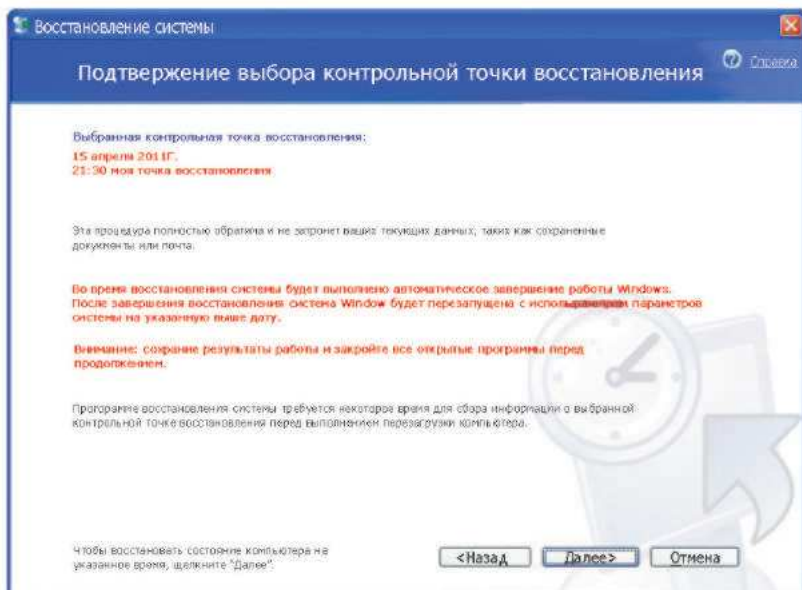 Восстановление системы
Подтвержение выбора контрольной точки восстановления
Справка
Выбранная контрольная точка восстановления:
15 апреля 2011Г.
21:30 моя точка восстановления
Эта процедура полностью обратима и не затронет ваших текущих данных, таких как сохраненные
документы или почта.
Во время восстановления системы будет выполнено автоматическое завершение работы Windows.
После завершения восстановления система Window будет перезапущена с использованием параметров
системы на указанную выше дату.
Внимание: сохрание результаты работы и закройте все открытые программы перед
продолжением.
Прогорамме восстановления системы требуется некоторое время для сбора информации о выбранной
контрольной точке восстановления перед выполнением перезагрузки компьютера.
Чтобы восстановать состояние компьютера на
указанное время, щелкните "Далее".
<Назад
Далее>
Отмена